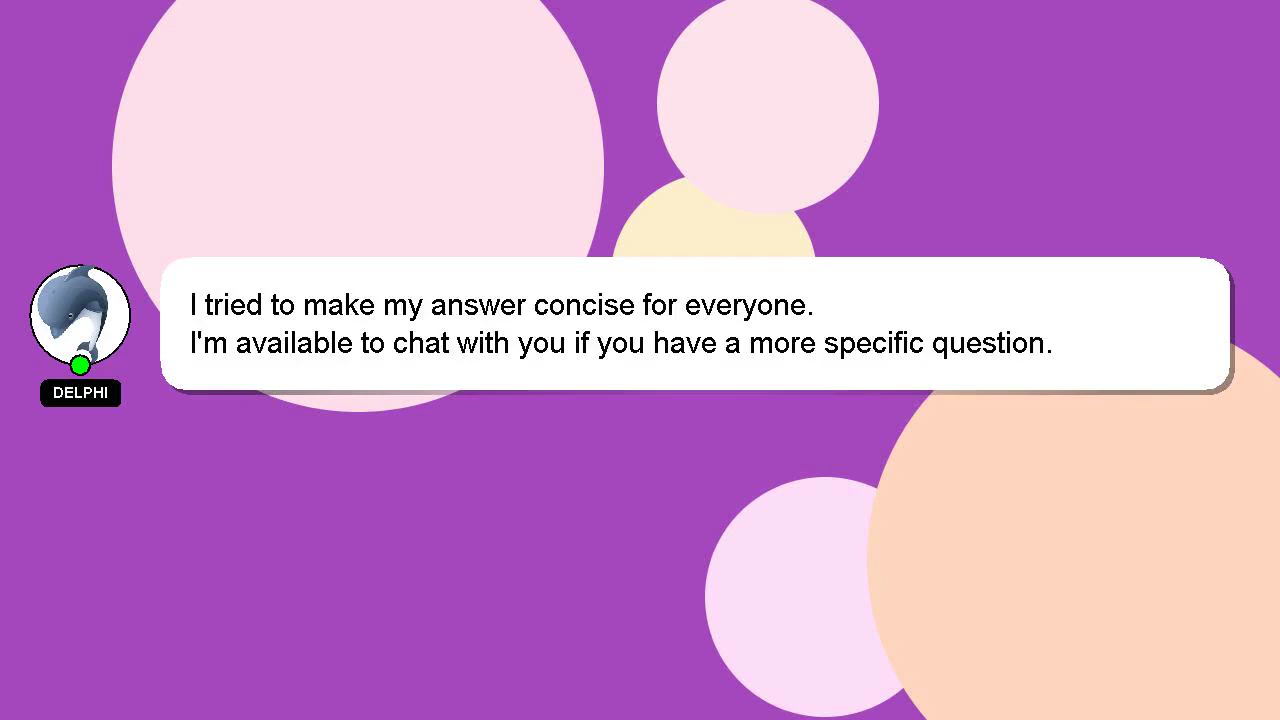 I tried to make my answer concise for everyone.
I'm available to chat with you if you have a more specific question.
DELPHI